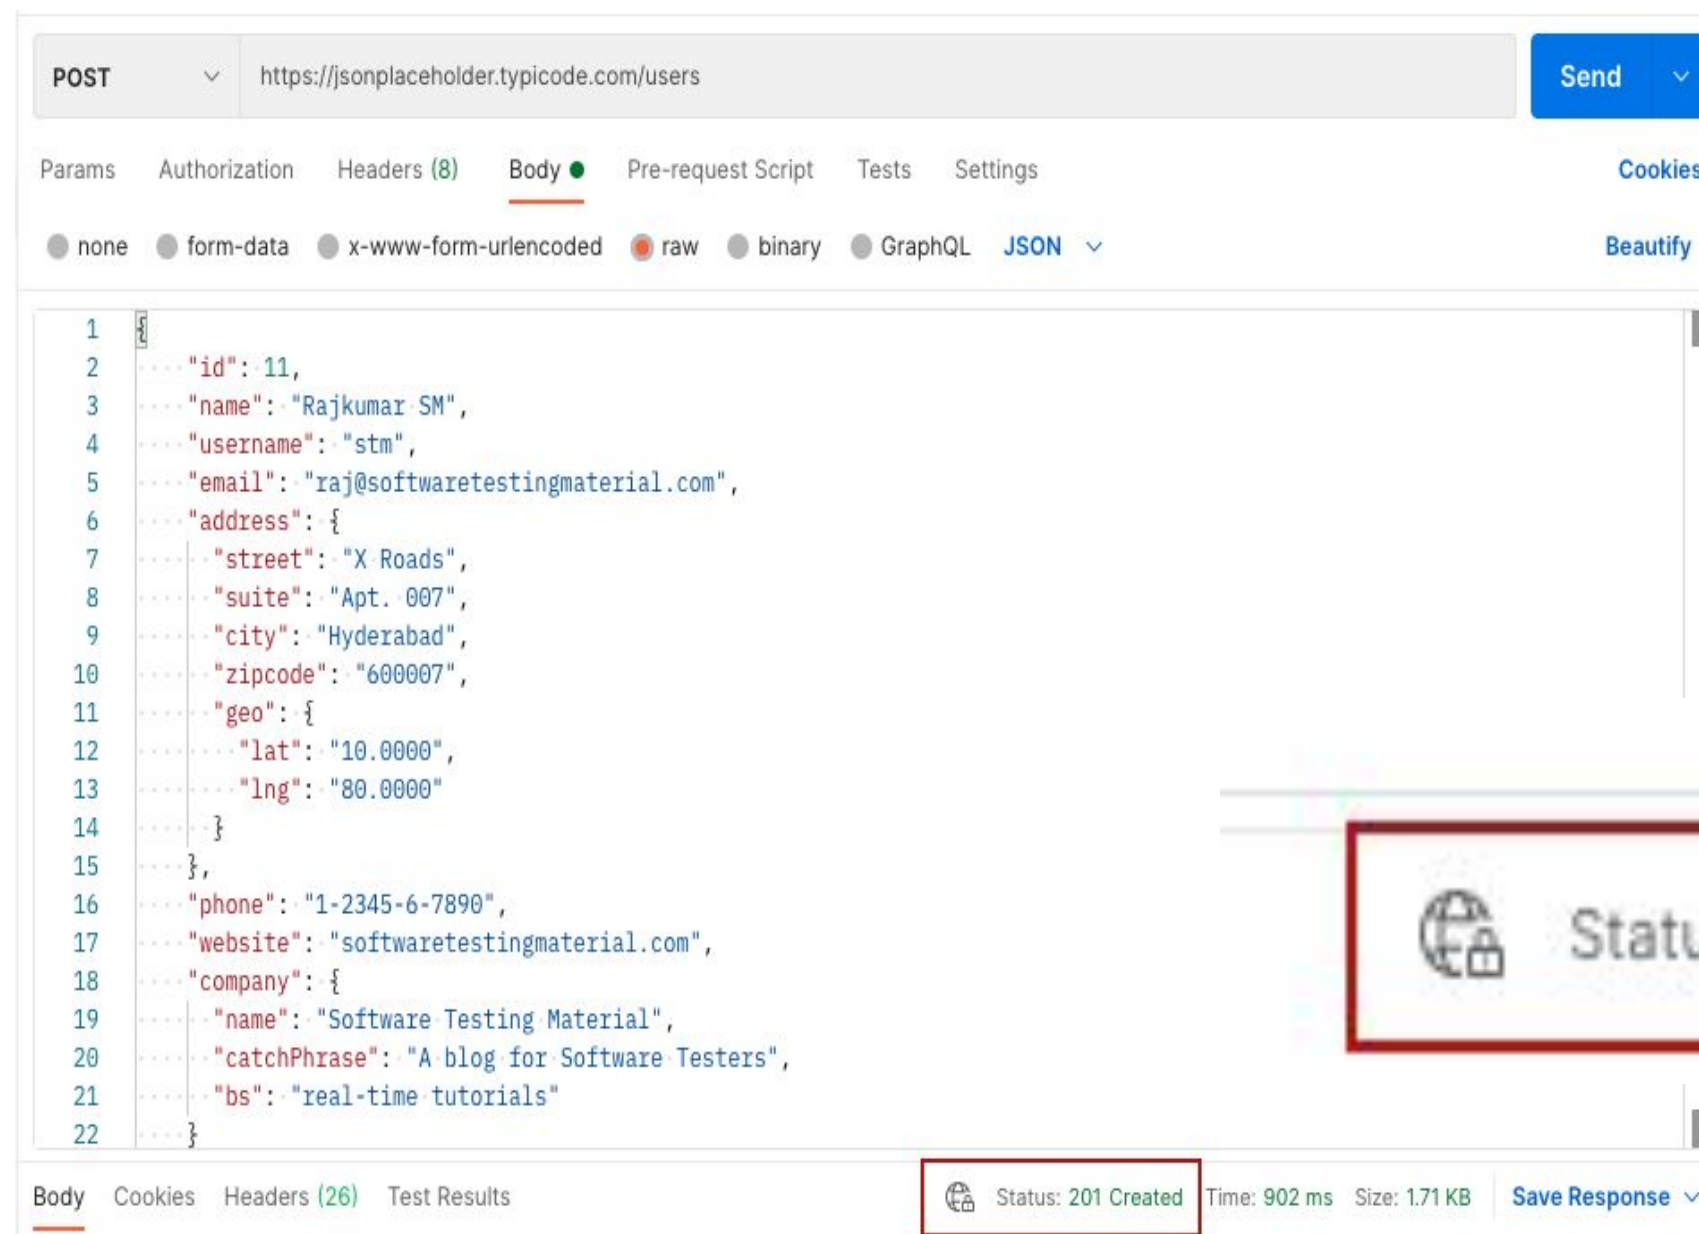 POST https://jsonplaceholder.typicode.com/users Send
Params Authorization Headers (8) Body Pre-request Script Tests Settings Cookies
none form-data x-www-form-urlencoded raw binary GraphQL JSON Beautify
1 {
2 "id": 11,
3 "name": "Rajkumar SM",
4 "username": "stm",
5 "email": "raj@softwaretestingmaterial.com",
6 "address": {
7 "street": "X Roads",
8 "suite": "Apt. 007",
9 "city": "Hyderabad",
10 "zipcode": "600007",
11 "geo": {
12 "lat": "10.0000",
13 "lng": "80.0000"
14 }
15 },
16 "phone": "1-2345-6-7890",
17 "website": "softwaretestingmaterial.com",
18 "company": {
19 "name": "Software Testing Material",
20 "catchPhrase": "A blog for Software Testers",
21 "bs": "real-time tutorials"
22 }
Statu
Body Cookies Headers (26) Test Results Status: 201 Created Time: 902 ms Size: 1.71 KB Save Response